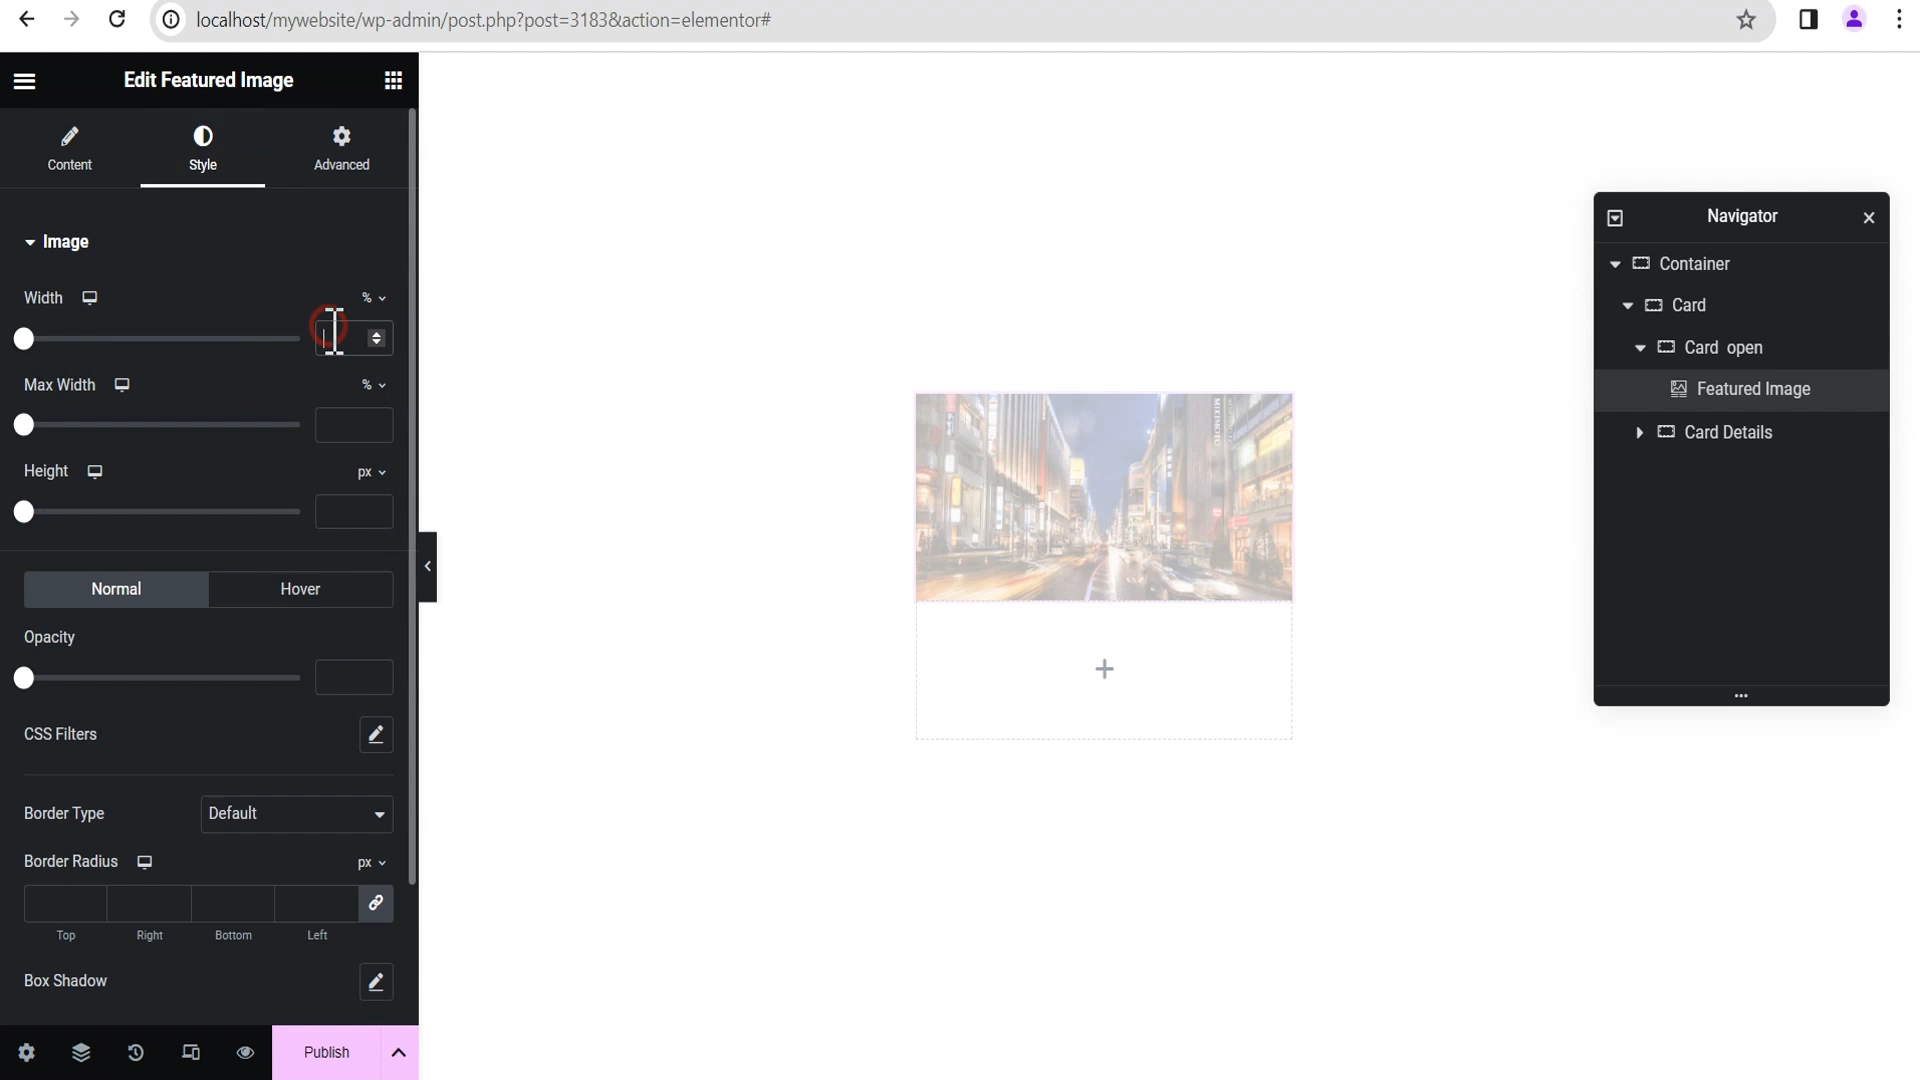 localhost/mywebsite/wp-admin/post.php?post=3183&action=elementor#
Edit Featured Image
Content
Style
Advanced
Image
Width
%
Max Width
%
Height
px
Normal
Hover
Opacity
CSS Filters
Border Type
Default
Border Radius
px
Top
Right
Bottom
Left
Box Shadow
Publish
MIKIMOTO
Navigator
Container
Card
Card open
Featured Image
Card Details